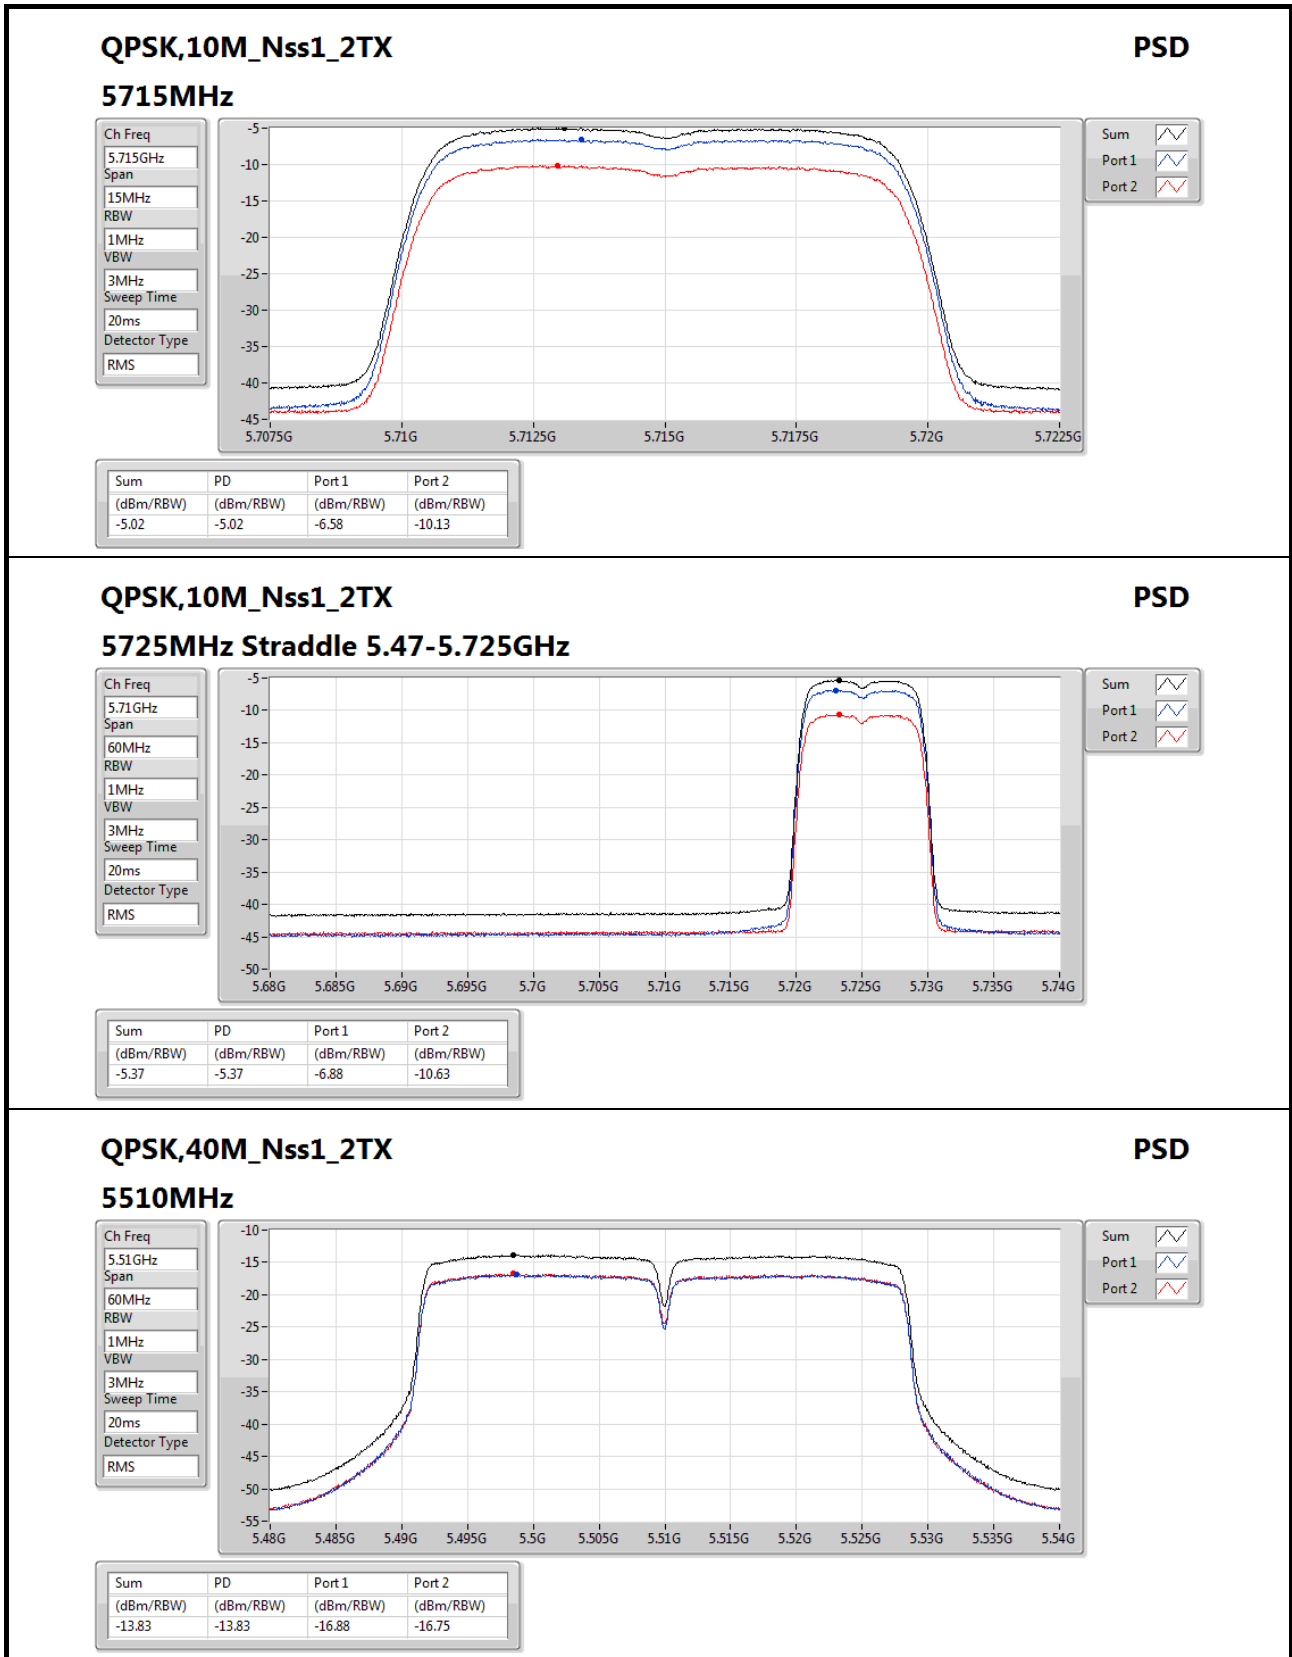 QPSK,10M_Nss1_2TX PSD
5715MHz
Ch Freq
5.715GHz
Span
15MHz
RBW
1MHz
VBW
3MHz
Sweep Time
20ms
Detector Type
RMS
-5
-10
-15
-20
-25
-30
-35
-40
-45
5.7075G 5.71G 5.7125G 5.715G 5.7175G 5.72G 5.7225G
Sum
Port 1
Port 2
Sum PD Port 1 Port 2
(dBm/RBW) (dBm/RBW) (dBm/RBW) (dBm/RBW)
-5.02 -5.02 -6.58 -10.13
QPSK,10M_Nss1_2TX PSD
5725MHz Straddle 5.47-5.725GHz
Ch Freq
5.71GHz
Span
60MHz
RBW
1MHz
VBW
3MHz
Sweep Time
20ms
Detector Type
RMS
-5
-10
-15
-20
-25
-30
-35
-40
-45
-50
5.68G 5.685G 5.69G 5.695G 5.7G 5.705G 5.71G 5.715G 5.72G 5.725G 5.73G 5.735G 5.74G
Sum
Port 1
Port 2
Sum PD Port 1 Port 2
(dBm/RBW) (dBm/RBW) (dBm/RBW) (dBm/RBW)
-5.37 -5.37 -6.88 -10.63
QPSK,40M_Nss1_2TX PSD
5510MHz
Ch Freq
5.51GHz
Span
60MHz
RBW
1MHz
VBW
3MHz
Sweep Time
20ms
Detector Type
RMS
-10
-15
-20
-25
-30
-35
-40
-45
-50
-55
5.48G 5.485G 5.49G 5.495G 5.5G 5.505G 5.51G 5.515G 5.52G 5.525G 5.53G 5.535G 5.54G
Sum
Port 1
Port 2
Sum PD Port 1 Port 2
(dBm/RBW) (dBm/RBW) (dBm/RBW) (dBm/RBW)
-13.83 -13.83 -16.88 -16.75